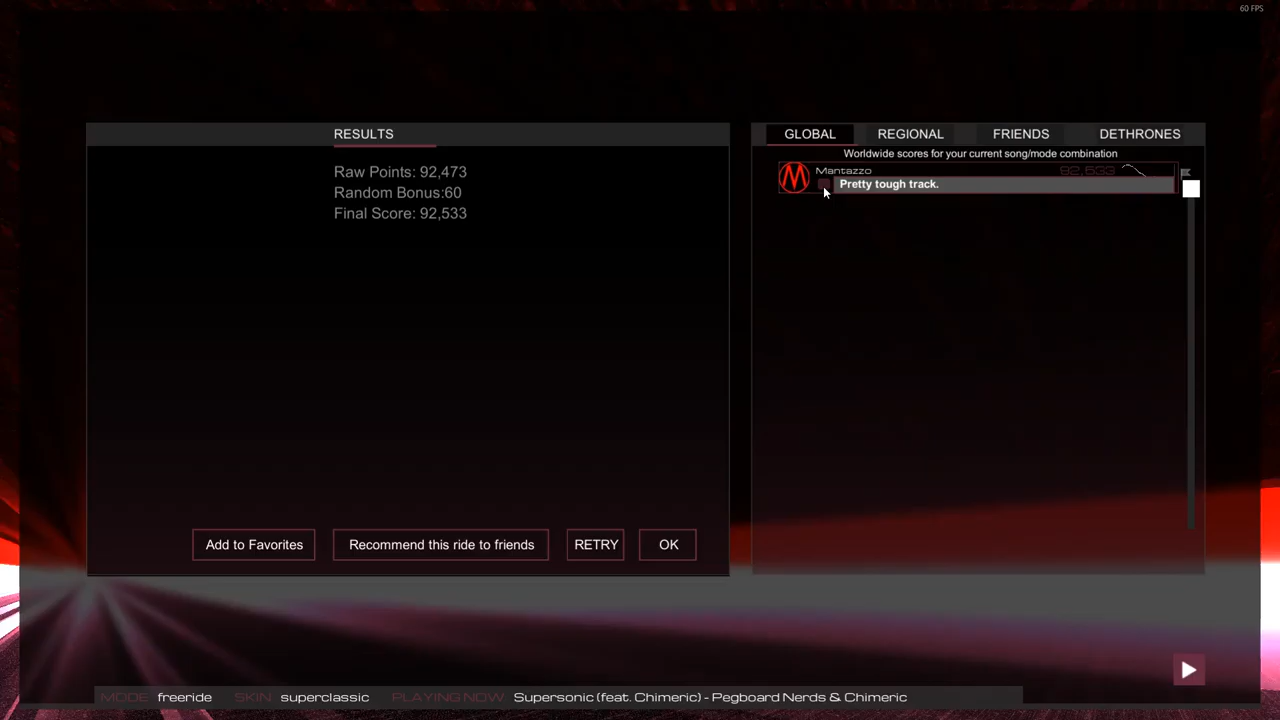 60 FPS
RESULTS
Raw Points: 92,473
Random Bonus:60
Final Score: 92,533
Add to Favorites
Recommend this ride to friends
RETRY
OK
GLOBAL
REGIONAL
FRIENDS
DETHRONES
Worldwide scores for your current song/mode combination
Mantazzo
92,533
Pretty tough track.
MODE freeride SKIN superclassic PLAYING NOW Supersonic (feat. Chimeric) - Pegboard Nerds & Chimeric